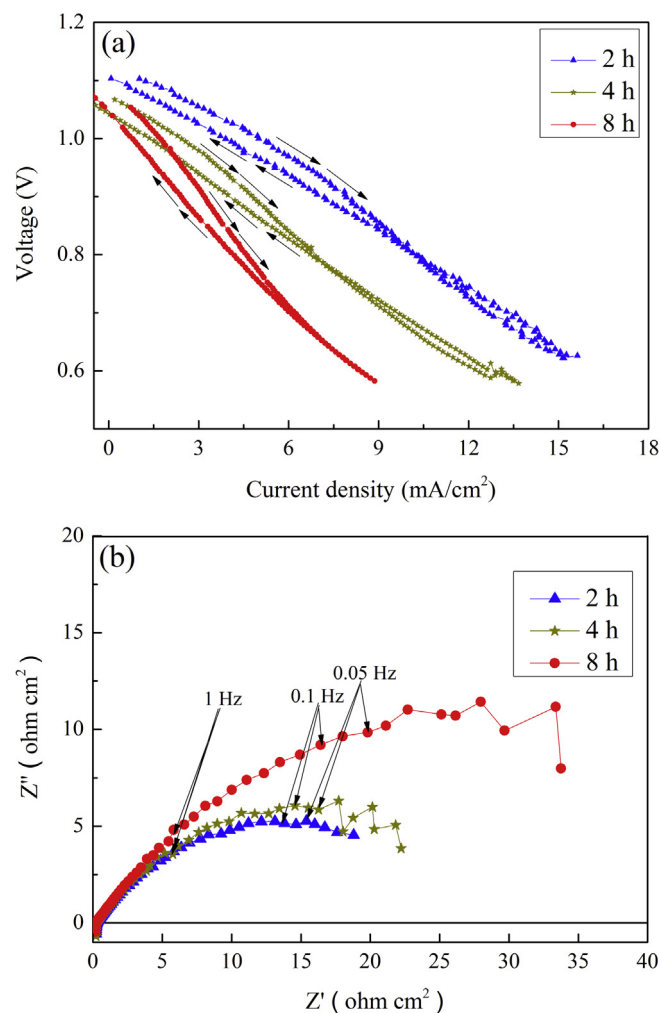 (a)
2 h
4 h
8 h
1.2
1.0
0.8
0.6
Voltage (V)
0 3 6 9 12 15 18
Current density (mA/cm²)
(b)
2 h
4 h
8 h
20
15
10
5
0
Z" ( ohm cm² )
1 Hz
0.1 Hz
0.05 Hz
0 5 10 15 20 25 30 35 40
Z' ( ohm cm² )